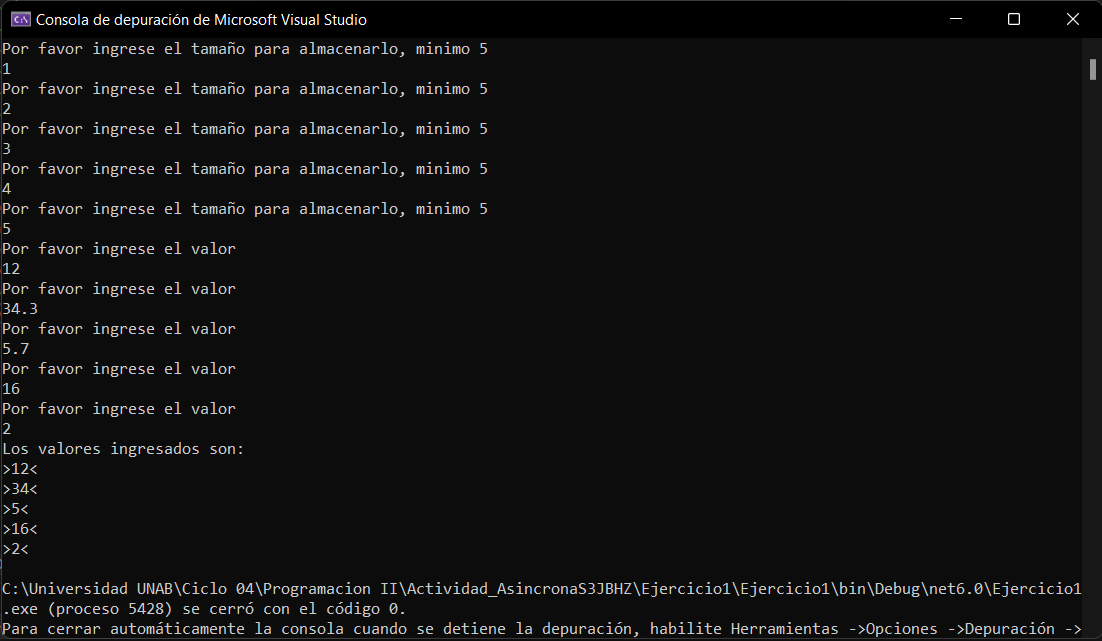 Consola de depuración de Microsoft Visual Studio
Por favor ingrese el tamaño para almacenarlo, minimo 5
1
Por favor ingrese el tamaño para almacenarlo, minimo 5
2
Por favor ingrese el tamaño para almacenarlo, minimo 5
3
Por favor ingrese el tamaño para almacenarlo, minimo 5
4
Por favor ingrese el tamaño para almacenarlo, minimo 5
5
Por favor ingrese el valor
12
Por favor ingrese el valor
34.3
Por favor ingrese el valor
5.7
Por favor ingrese el valor
16
Por favor ingrese el valor
2
Los valores ingresados son:
>12<
>34<
>5<
>16<
>2<
C:\Universidad UNAB\Ciclo 04\Programacion II\Actividad_AsincronaS3JBHZ\Ejercicio1\Ejercicio1\bin\Debug\net6.0\Ejercicio1
.exe (proceso 5428) se cerró con el código 0.
Para cerrar automáticamente la consola cuando se detiene la depuración, habilite Herramientas ->Opciones ->Depuración ->